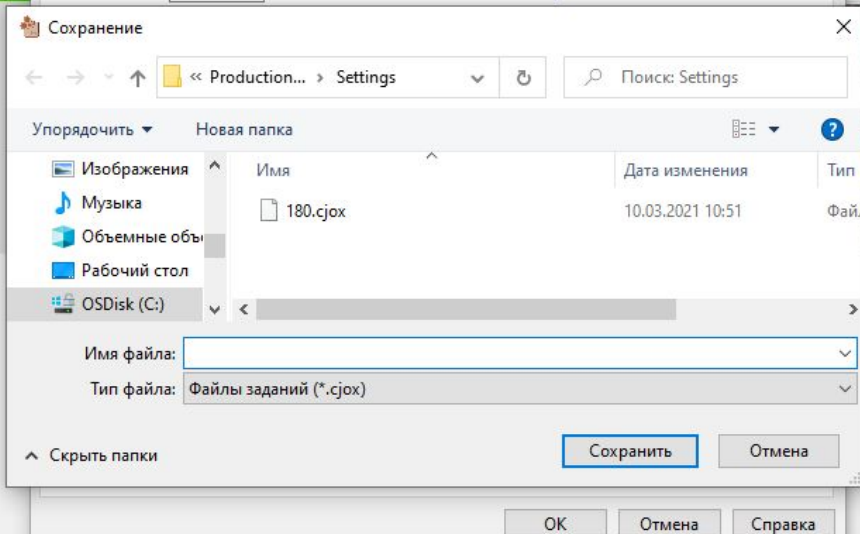 Сохранение
« Production... › Settings
Поиск: Settings
Упорядочить
Новая папка
Изображения
Музыка
Объемные объ
Рабочий стол
OSDisk (C:)
Имя
Дата изменения
Тип
180.cjox
10.03.2021 10:51
Фай
Имя файла:
Тип файла: Файлы заданий (*.cjox)
Скрыть папки
Сохранить
Отмена
OK
Отмена
Справка